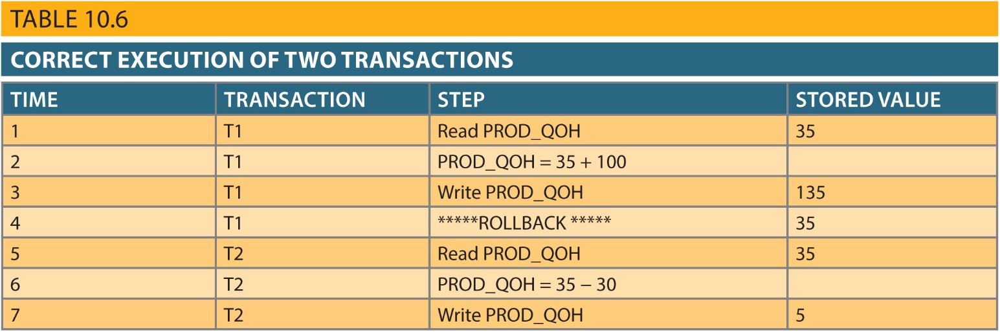 TABLE 10.6
CORRECT EXECUTION OF TWO TRANSACTIONS
TIME TRANSACTION STEP STORED VALUE
1 T1 Read PROD_QOH 35
2 T1 PROD_QOH = 35 + 100
3 T1 Write PROD_QOH 135
4 T1 *****ROLLBACK ***** 35
5 T2 Read PROD_QOH 35
6 T2 PROD_QOH = 35 − 30
7 T2 Write PROD_QOH 5